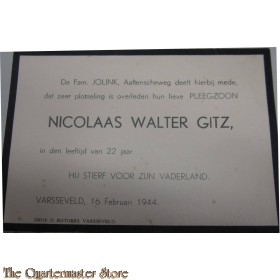 De Fam. JOLINK, Aaltenscheweg deelt hierbij mede,
dat zeer plotseling is overleden hun lieve PLEEGZOON
NICOLAAS WALTER GITZ,
in den leeftijd van 22 jaar.
HIJ STIERF VOOR ZIJN VADERLAND.
VARSSEVELD, 16 Februari 1944.
VARSSEVELD
The Quartermaster Store